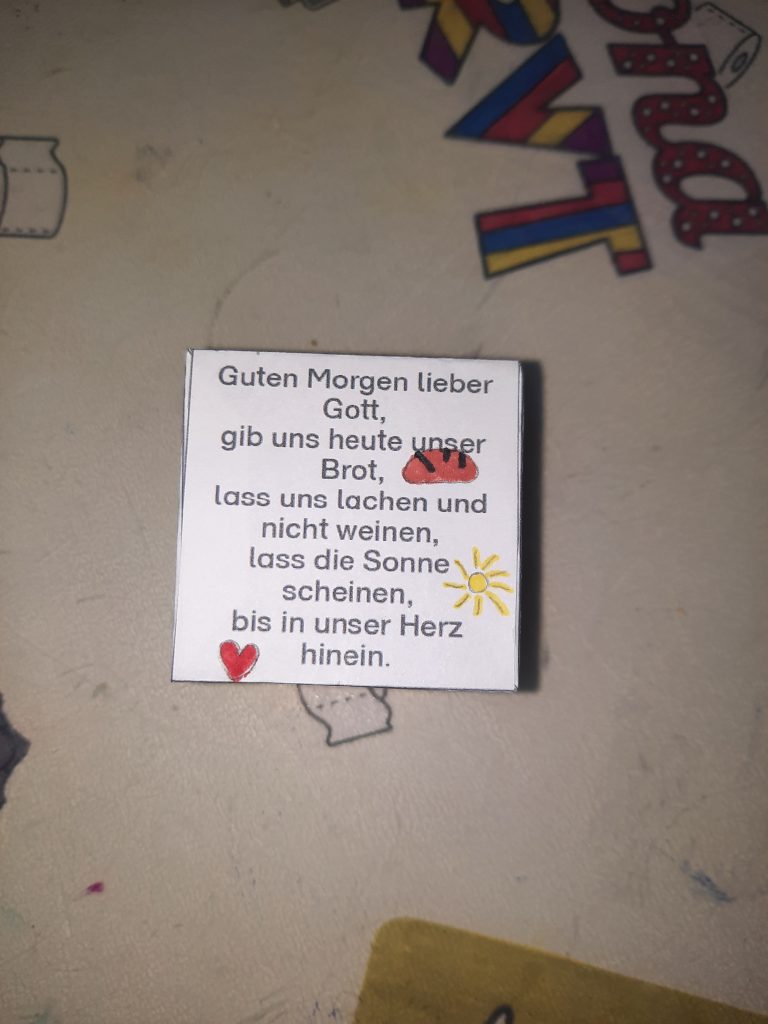 Guten Morgen lieber
Gott,
gib uns heute unser
Brot,
lass uns lachen und
nicht weinen,
lass die Sonne
scheinen,
bis in unser Herz
hinein.